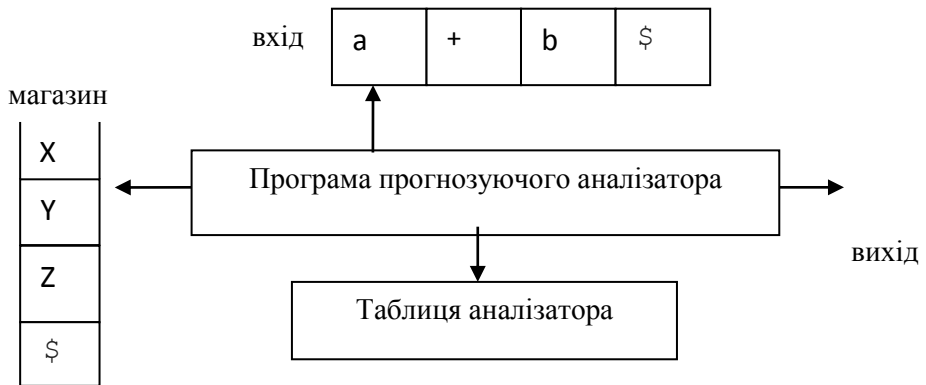 вхід
a + b $
магазин
X
Y
Z
$
Програма прогнозуючого аналізатора
вихід
Таблиця аналізатора